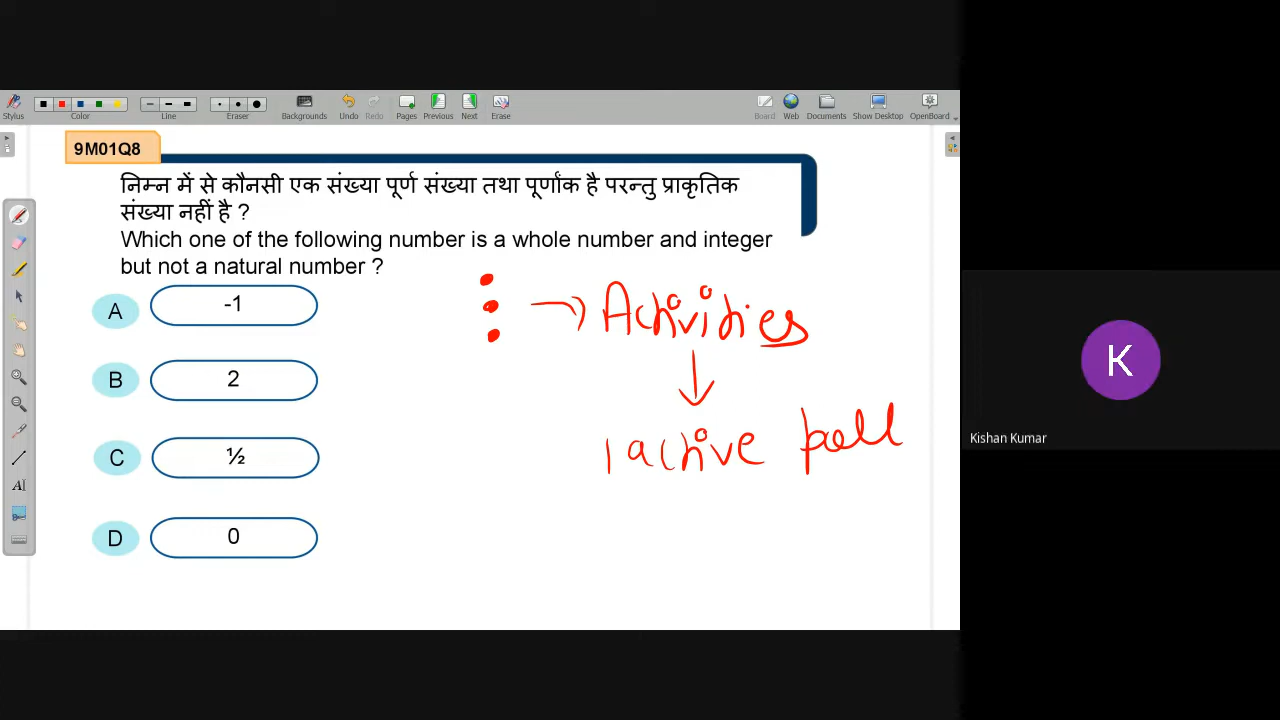 Stylus
Color
Line
Eraser
Backgrounds
Undo
Redo
Pages
Previous
Next
Erase
Board
Web
Documents
Show Desktop
OpenBoard
9M01Q8
निम्न में से कौनसी एक संख्या पूर्ण संख्या तथा पूर्णांक है परन्तु प्राकृतिक
संख्या नहीं है ?
Which one of the following number is a whole number and integer
but not a natural number ?
A -1
B 2
C ½
D 0
Activities
1 active poll
K
Kishan Kumar